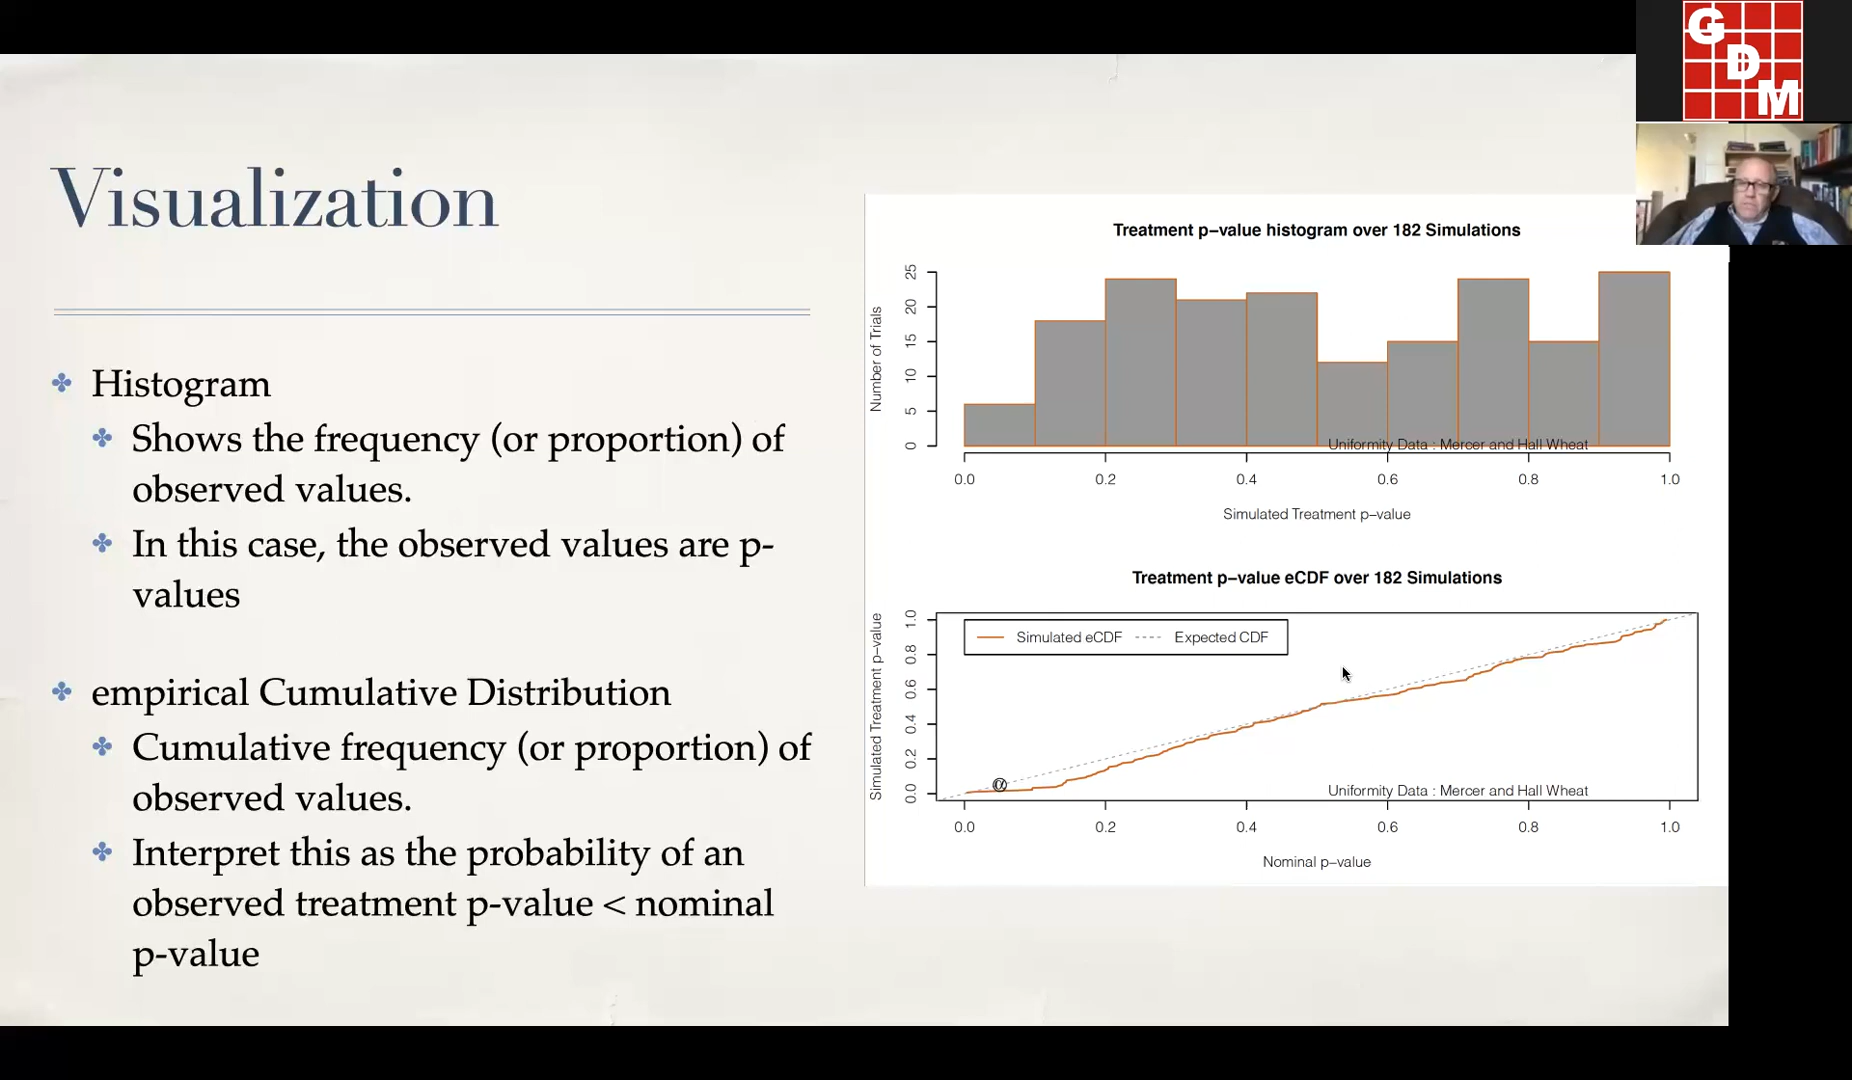 GDM
Visualization
Histogram
Shows the frequency (or proportion) of
observed values.
In this case, the observed values are p-
values
empirical Cumulative Distribution
Cumulative frequency (or proportion) of
observed values.
Interpret this as the probability of an
observed treatment p-value < nominal
p-value
Treatment p-value histogram over 182 Simulations
Number of Trials
25
20
15
10
5
0
Uniformity Data : Mercer and Hall Wheat
0.0 0.2 0.4 0.6 0.8 1.0
Simulated Treatment p-value
Treatment p-value eCDF over 182 Simulations
Simulated Treatment p-value
1.0
0.8
0.6
0.4
0.2
0.0
Simulated eCDF Expected CDF
α
Uniformity Data : Mercer and Hall Wheat
0.0 0.2 0.4 0.6 0.8 1.0
Nominal p-value